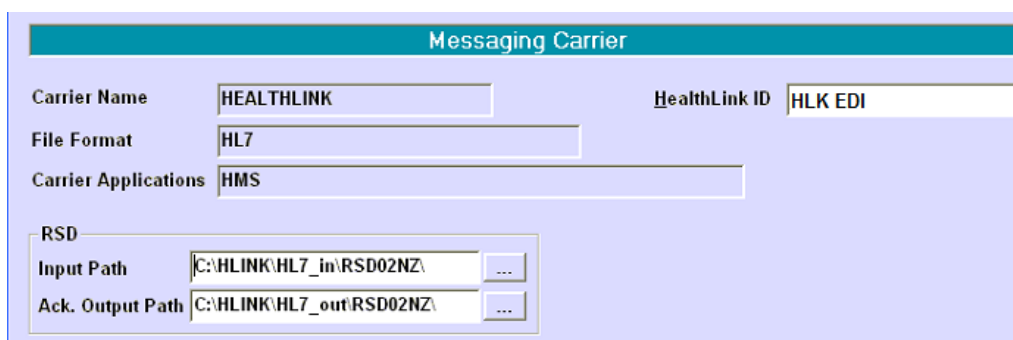 Messaging Carrier
Carrier Name HEALTHLINK HealthLink ID HLK EDI
File Format HL7
Carrier Applications HMS
RSD
Input Path C:\HLINK\HL7_in\RSD02NZ\ ...
Ack. Output Path C:\HLINK\HL7_out\RSD02NZ\ ...